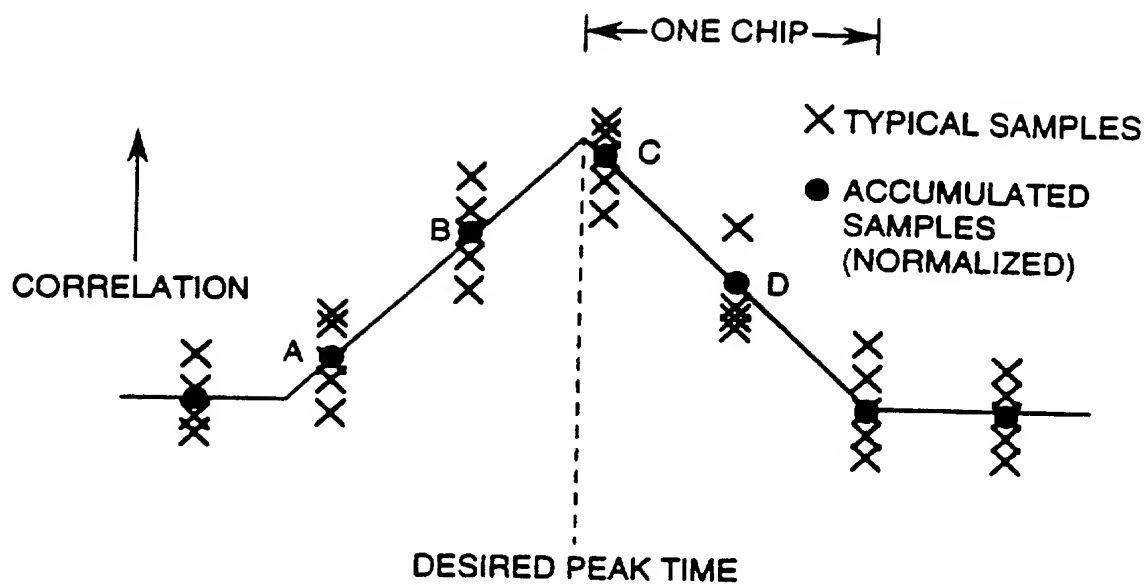 ONE CHIP
TYPICAL SAMPLES
ACCUMULATED
SAMPLES
(NORMALIZED)
CORRELATION
A
B
C
D
DESIRED PEAK TIME